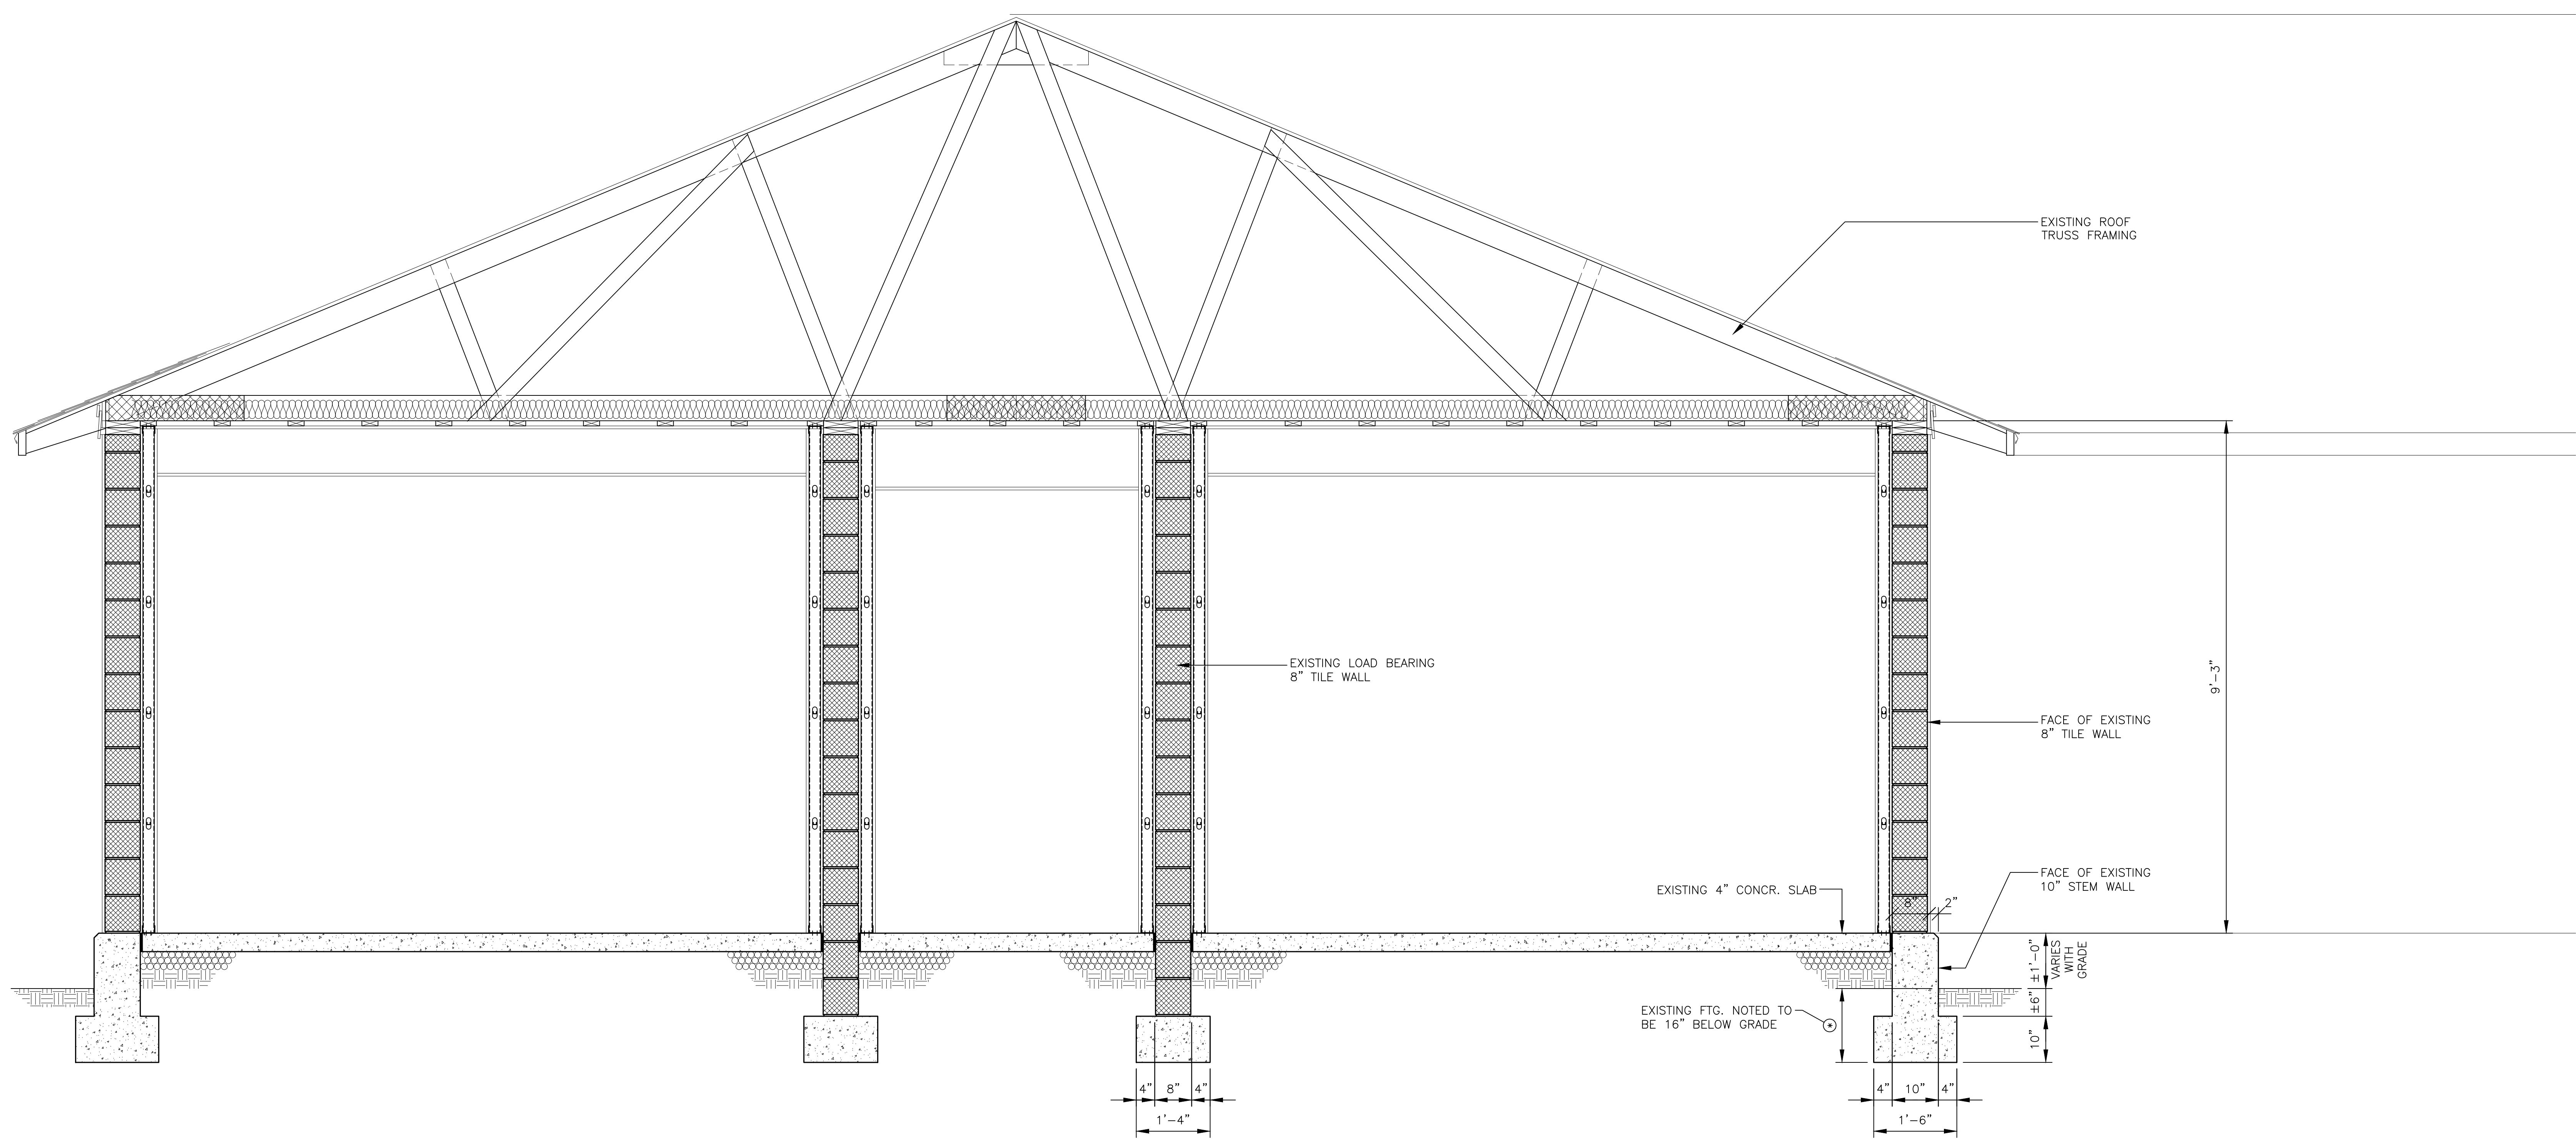 EXISTING ROOF
TRUSS FRAMING
EXISTING LOAD BEARING
8" TILE WALL
9'-3"
FACE OF EXISTING
8" TILE WALL
FACE OF EXISTING
10" STEM WALL
EXISTING 4" CONCR. SLAB
8"
2"
±1'-0"
VARIES
WITH
GRADE
±6"
10"
EXISTING FTG. NOTED TO
BE 16" BELOW GRADE
*
4" 8" 4"
1'-4"
4" 10" 4"
1'-6"